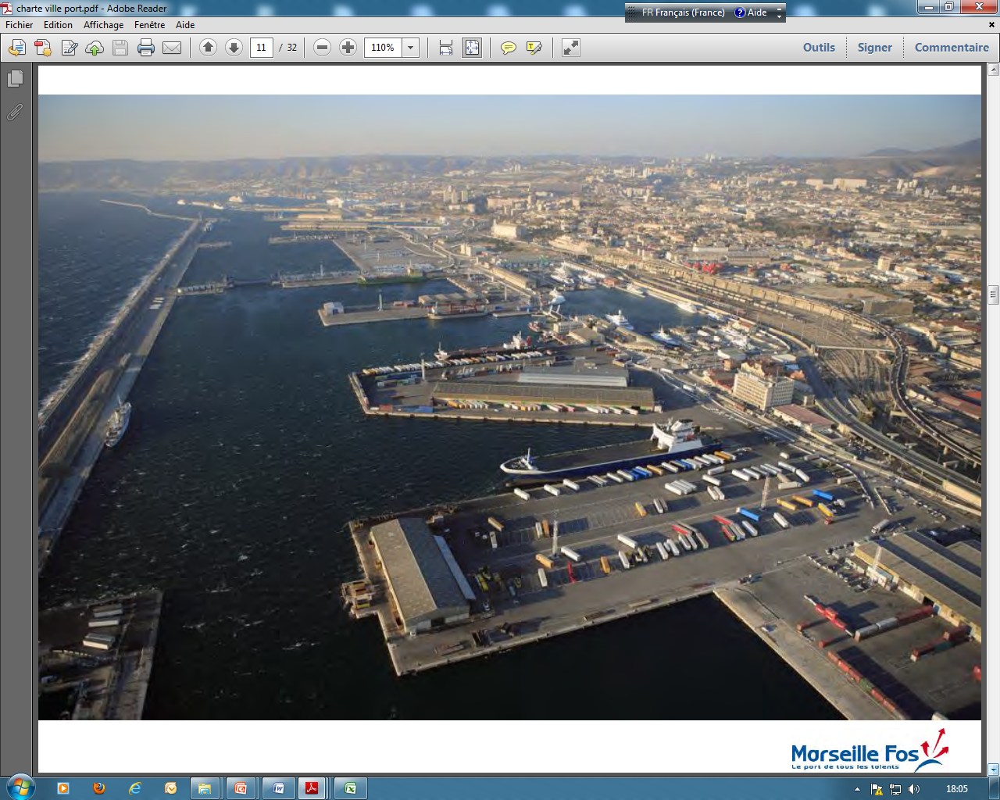 charte ville port.pdf - Adobe Reader
FR Français (France) Aide
Fichier Edition Affichage Fenêtre Aide
11 / 32 110% Outils Signer Commentaire
Marseille Fos
Le port de tous les talents
18:05